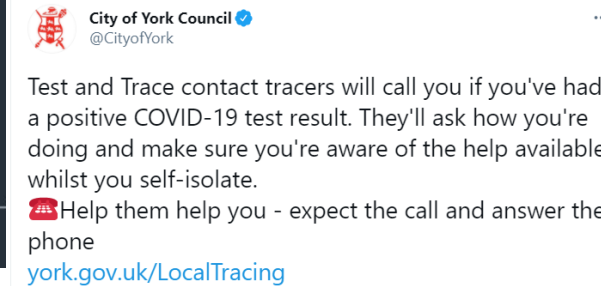 City of York Council
@CityofYork
Test and Trace contact tracers will call you if you've had
a positive COVID-19 test result. They'll ask how you're
doing and make sure you're aware of the help available
whilst you self-isolate.
☎️Help them help you - expect the call and answer the
phone
york.gov.uk/LocalTracing